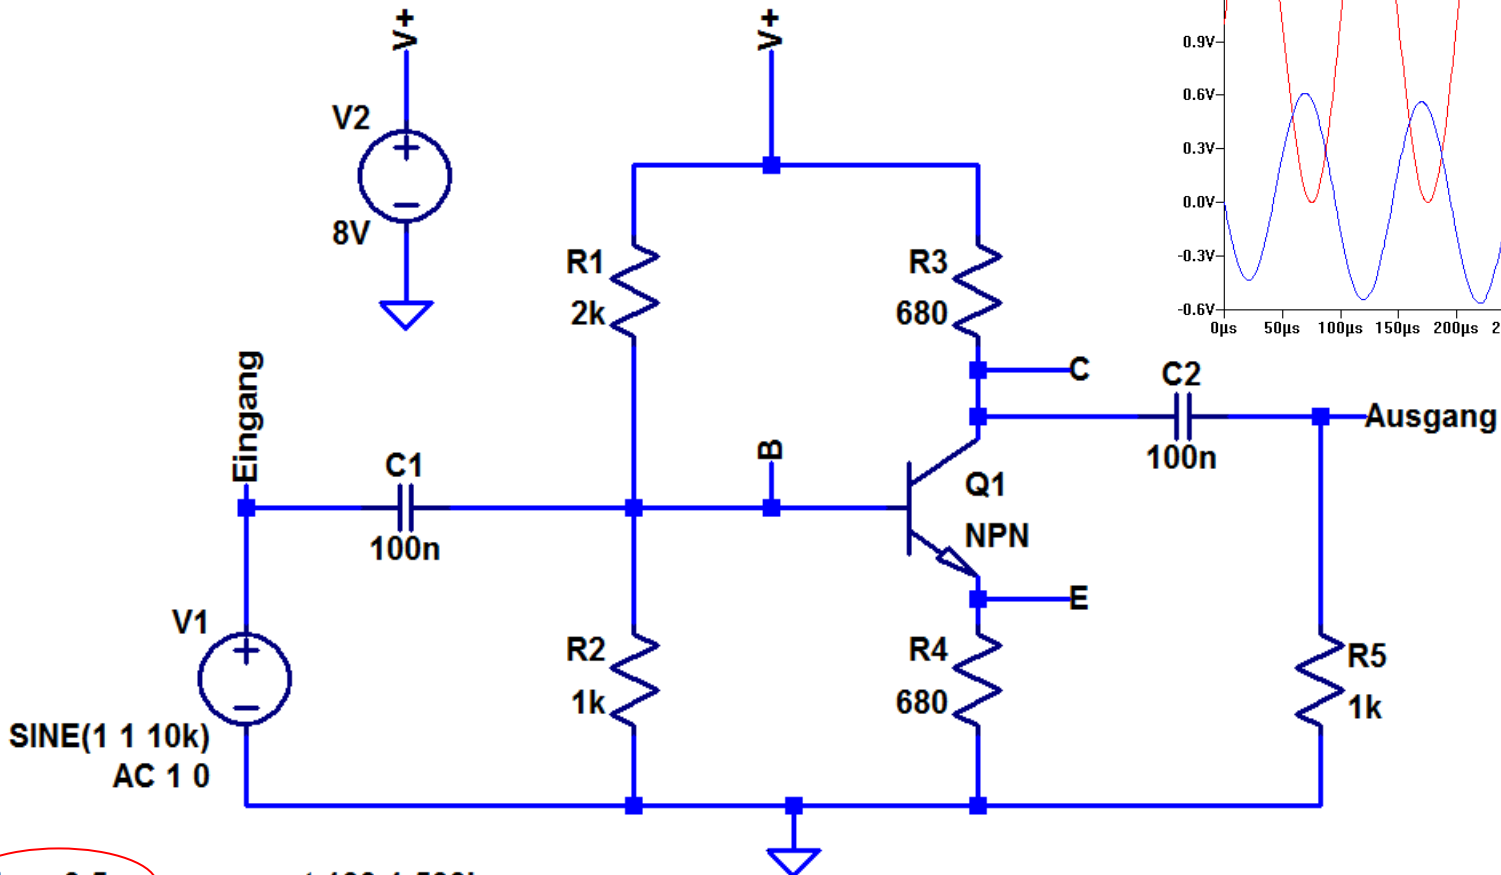 V+
V+
V2
8V
R1
2k
R3
680
C
C2
100n
Ausgang
Eingang
C1
100n
B
Q1
NPN
E
V1
SINE(1 1 10k)
AC 1 0
R2
1k
R4
680
R5
1k
0.9V
0.6V
0.3V
0.0V
-0.3V
-0.6V
0µs 50µs 100µs 150µs 200µs